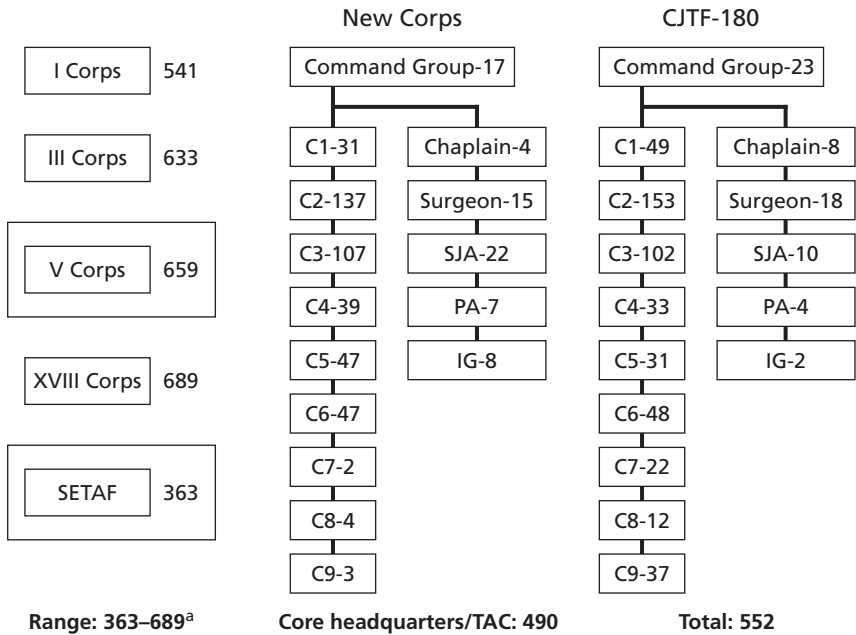 New Corps
CJTF-180
I Corps 541
Command Group-17
Command Group-23
III Corps 633
C1-31
Chaplain-4
C1-49
Chaplain-8
C2-137
Surgeon-15
C2-153
Surgeon-18
V Corps 659
C3-107
SJA-22
C3-102
SJA-10
C4-39
PA-7
C4-33
PA-4
XVIII Corps 689
C5-47
IG-8
C5-31
IG-2
C6-47
C6-48
SETAF 363
C7-2
C7-22
C8-4
C8-12
C9-3
C9-37
Range: 363–689a
Core headquarters/TAC: 490
Total: 552